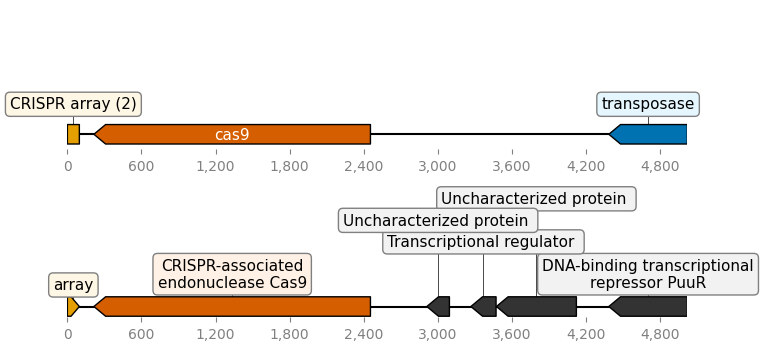 CRISPR array (2)
transposase
cas9
0 600 1,200 1,800 2,400 3,000 3,600 4,200 4,800
Uncharacterized protein
Uncharacterized protein
Transcriptional regulator
CRISPR-associated
endonuclease Cas9
DNA-binding transcriptional
repressor PuuR
array
0 600 1,200 1,800 2,400 3,000 3,600 4,200 4,800